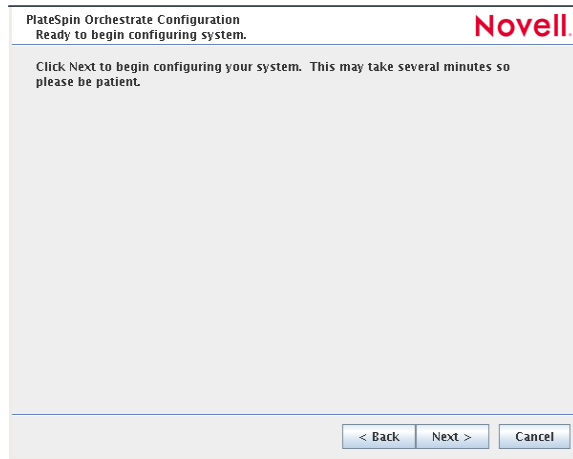 PlateSpin Orchestrate Configuration
Ready to begin configuring system.
Novell.
Click Next to begin configuring your system. This may take several minutes so
please be patient.
< Back Next > Cancel